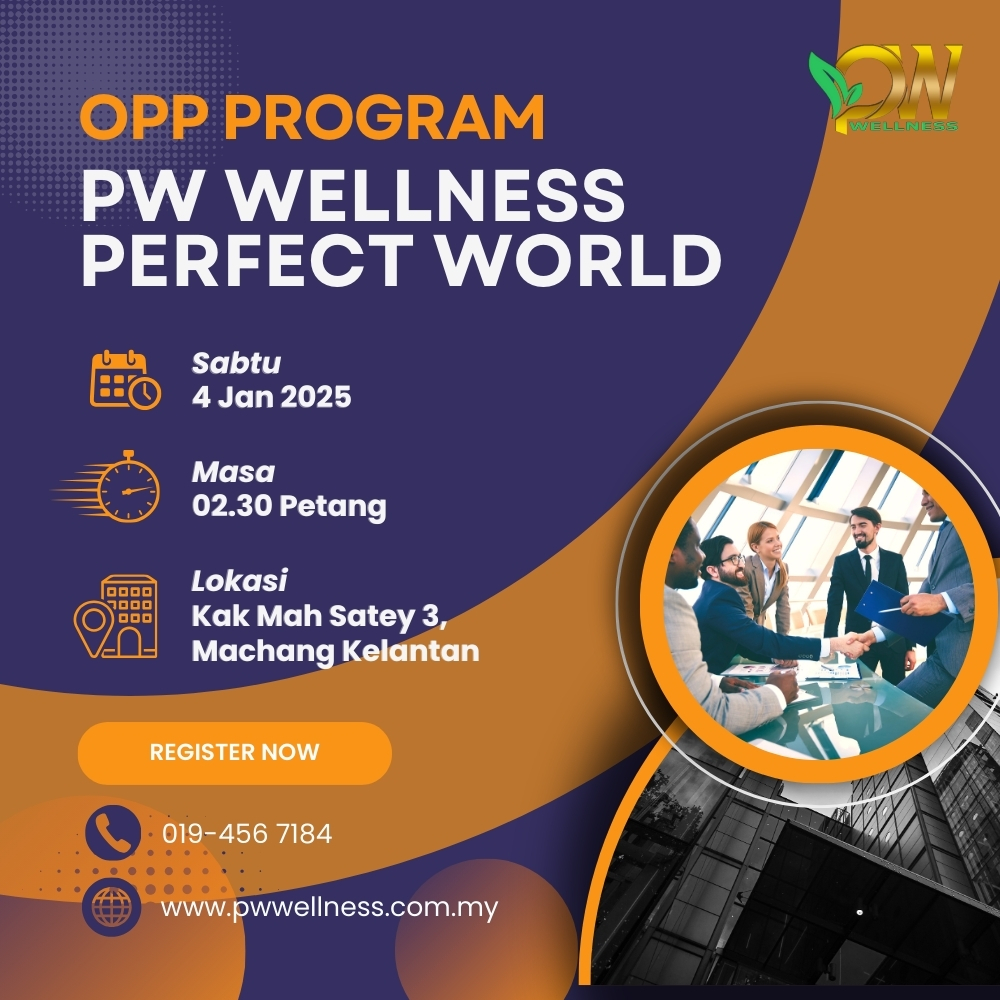 PW
WELLNESS
OPP PROGRAM
PW WELLNESS
PERFECT WORLD
Sabtu
4 Jan 2025
Masa
02.30 Petang
Lokasi
Kak Mah Satey 3,
Machang Kelantan
REGISTER NOW
019-456 7184
www.pwwellness.com.my